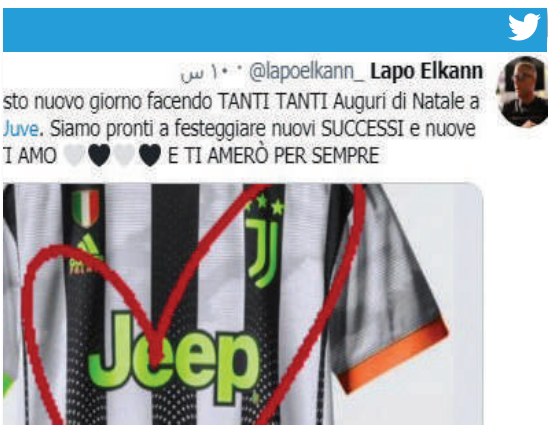 Lapo Elkann @lapoelkann_ · ١٠ س
sto nuovo giorno facendo TANTI TANTI Auguri di Natale a
Juve. Siamo pronti a festeggiare nuovi SUCCESSI e nuove
I AMO 🤍🖤🤍🖤 E TI AMERÒ PER SEMPRE
Jeep